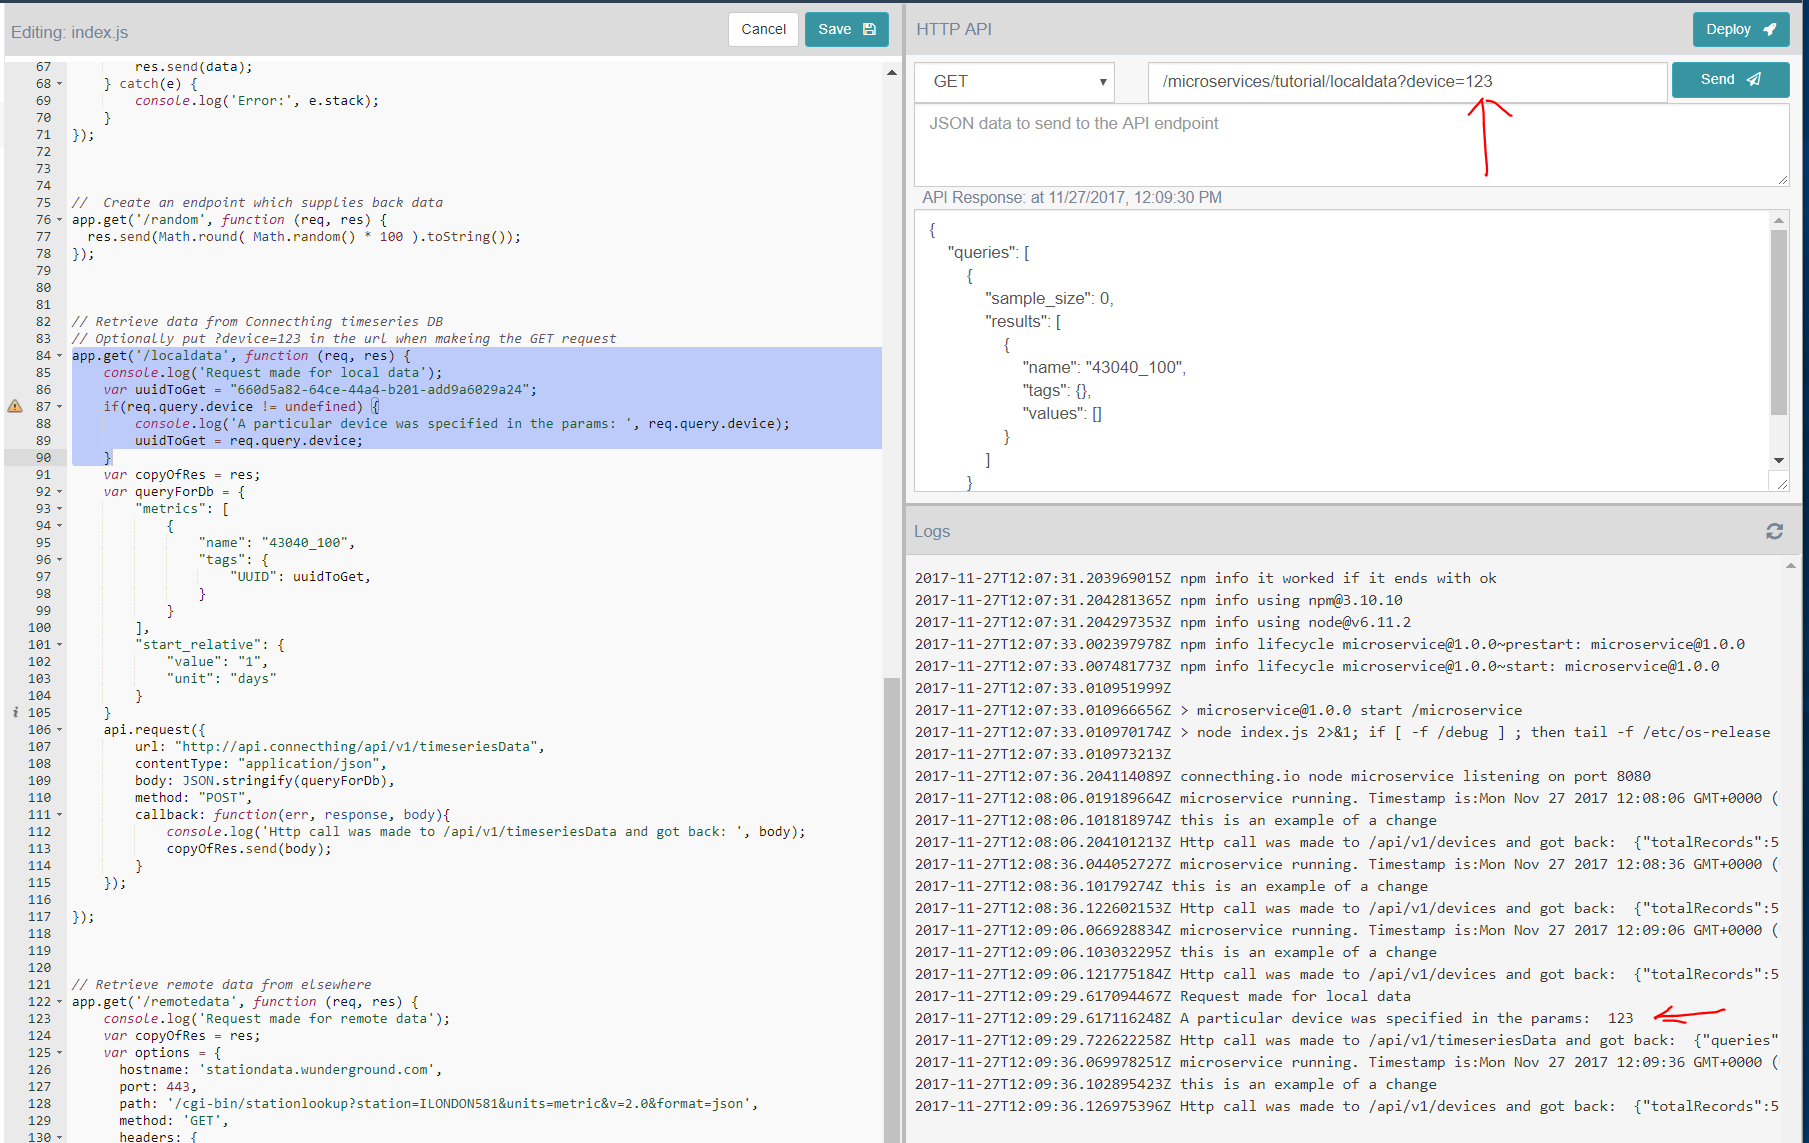 Editing: index.js
Cancel
Save
67 res.send(data);
68 } catch(e) {
69 console.log('Error:', e.stack);
70 }
71 });
72
73
74
75 //  Create an endpoint which supplies back data
76 app.get('/random', function (req, res) {
77 res.send(Math.round( Math.random() * 100 ).toString());
78 });
79
80
81
82 // Retrieve data from Connecthing timeseries DB
83 // Optionally put ?device=123 in the url when makeing the GET request
84 app.get('/localdata', function (req, res) {
85 console.log('Request made for local data');
86 var uuidToGet = "660d5a82-64ce-44a4-b201-add9a6029a24";
87 if(req.query.device != undefined) {
88 console.log('A particular device was specified in the params: ', req.query.device);
89 uuidToGet = req.query.device;
90 }
91 var copyOfRes = res;
92 var queryForDb = {
93 "metrics": [
94 {
95 "name": "43040_100",
96 "tags": {
97 "UUID": uuidToGet,
98 }
99 }
100 ],
101 "start_relative": {
102 "value": "1",
103 "unit": "days"
104 }
105 }
106 api.request({
107 url: "http://api.connecthing/api/v1/timeseriesData",
108 contentType: "application/json",
109 body: JSON.stringify(queryForDb),
110 method: "POST",
111 callback: function(err, response, body){
112 console.log('Http call was made to /api/v1/timeseriesData and got back: ', body);
113 copyOfRes.send(body);
114 }
115 });
116
117 });
118
119
120
121 // Retrieve remote data from elsewhere
122 app.get('/remotedata', function (req, res) {
123 console.log('Request made for remote data');
124 var copyOfRes = res;
125 var options = {
126 hostname: 'stationdata.wunderground.com',
127 port: 443,
128 path: '/cgi-bin/stationlookup?station=ILONDON581&units=metric&v=2.0&format=json',
129 method: 'GET',
130 headers: {
HTTP API
Deploy
GET
/microservices/tutorial/localdata?device=123
Send
JSON data to send to the API endpoint
API Response: at 11/27/2017, 12:09:30 PM
{
"queries": [
{
"sample_size": 0,
"results": [
{
"name": "43040_100",
"tags": {},
"values": []
}
]
}
Logs
2017-11-27T12:07:31.203969015Z npm info it worked if it ends with ok
2017-11-27T12:07:31.204281365Z npm info using npm@3.10.10
2017-11-27T12:07:31.204297353Z npm info using node@v6.11.2
2017-11-27T12:07:33.002397978Z npm info lifecycle microservice@1.0.0~prestart: microservice@1.0.0
2017-11-27T12:07:33.007481773Z npm info lifecycle microservice@1.0.0~start: microservice@1.0.0
2017-11-27T12:07:33.010951999Z
2017-11-27T12:07:33.010966656Z > microservice@1.0.0 start /microservice
2017-11-27T12:07:33.010970174Z > node index.js 2>&1; if [ -f /debug ] ; then tail -f /etc/os-release
2017-11-27T12:07:33.010973213Z
2017-11-27T12:07:36.204114089Z connecthing.io node microservice listening on port 8080
2017-11-27T12:08:06.019189664Z microservice running. Timestamp is:Mon Nov 27 2017 12:08:06 GMT+0000 (
2017-11-27T12:08:06.101818974Z this is an example of a change
2017-11-27T12:08:06.204101213Z Http call was made to /api/v1/devices and got back:  {"totalRecords":5
2017-11-27T12:08:36.044052727Z microservice running. Timestamp is:Mon Nov 27 2017 12:08:36 GMT+0000 (
2017-11-27T12:08:36.10179274Z this is an example of a change
2017-11-27T12:08:36.122602153Z Http call was made to /api/v1/devices and got back:  {"totalRecords":5
2017-11-27T12:09:06.066928834Z microservice running. Timestamp is:Mon Nov 27 2017 12:09:06 GMT+0000 (
2017-11-27T12:09:06.103032295Z this is an example of a change
2017-11-27T12:09:06.121775184Z Http call was made to /api/v1/devices and got back:  {"totalRecords":5
2017-11-27T12:09:29.617094467Z Request made for local data
2017-11-27T12:09:29.617116248Z A particular device was specified in the params:  123
2017-11-27T12:09:29.722622258Z Http call was made to /api/v1/timeseriesData and got back:  {"queries"
2017-11-27T12:09:36.069978251Z microservice running. Timestamp is:Mon Nov 27 2017 12:09:36 GMT+0000 (
2017-11-27T12:09:36.102895423Z this is an example of a change
2017-11-27T12:09:36.126975396Z Http call was made to /api/v1/devices and got back:  {"totalRecords":5